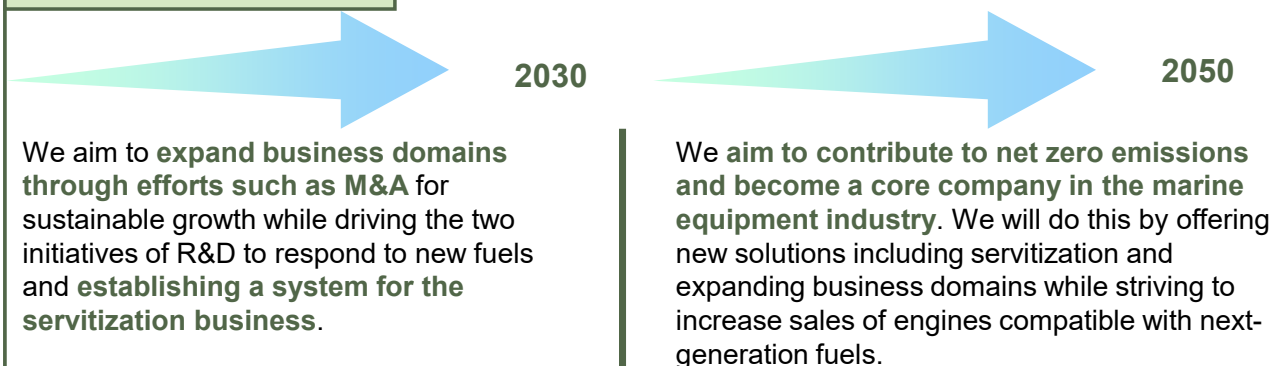 2030
We aim to expand business domains
through efforts such as M&A for
sustainable growth while driving the two
initiatives of R&D to respond to new fuels
and establishing a system for the
servitization business.
2050
We aim to contribute to net zero emissions
and become a core company in the marine
equipment industry. We will do this by offering
new solutions including servitization and
expanding business domains while striving to
increase sales of engines compatible with next-
generation fuels.